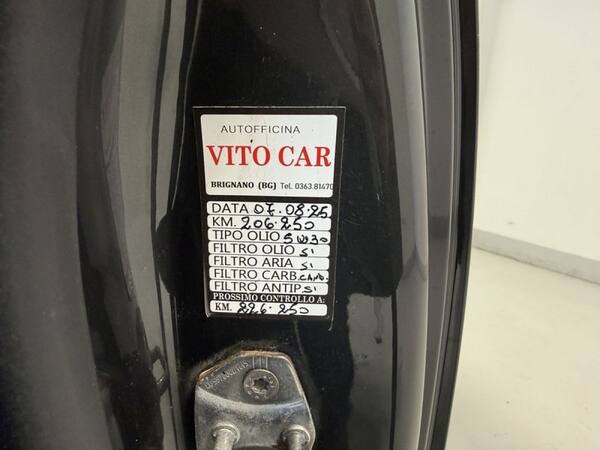 AUTOFFICINA
VITO CAR
BRIGNANO (BG) Tel. 0363.81470
DATA 07.08.25
KM. 206.250
TIPO OLIO 5W30
FILTRO OLIO SI
FILTRO ARIA SI
FILTRO CARB. CAMB.
FILTRO ANTIP. SI
PROSSIMO CONTROLLO A:
KM. 226.250